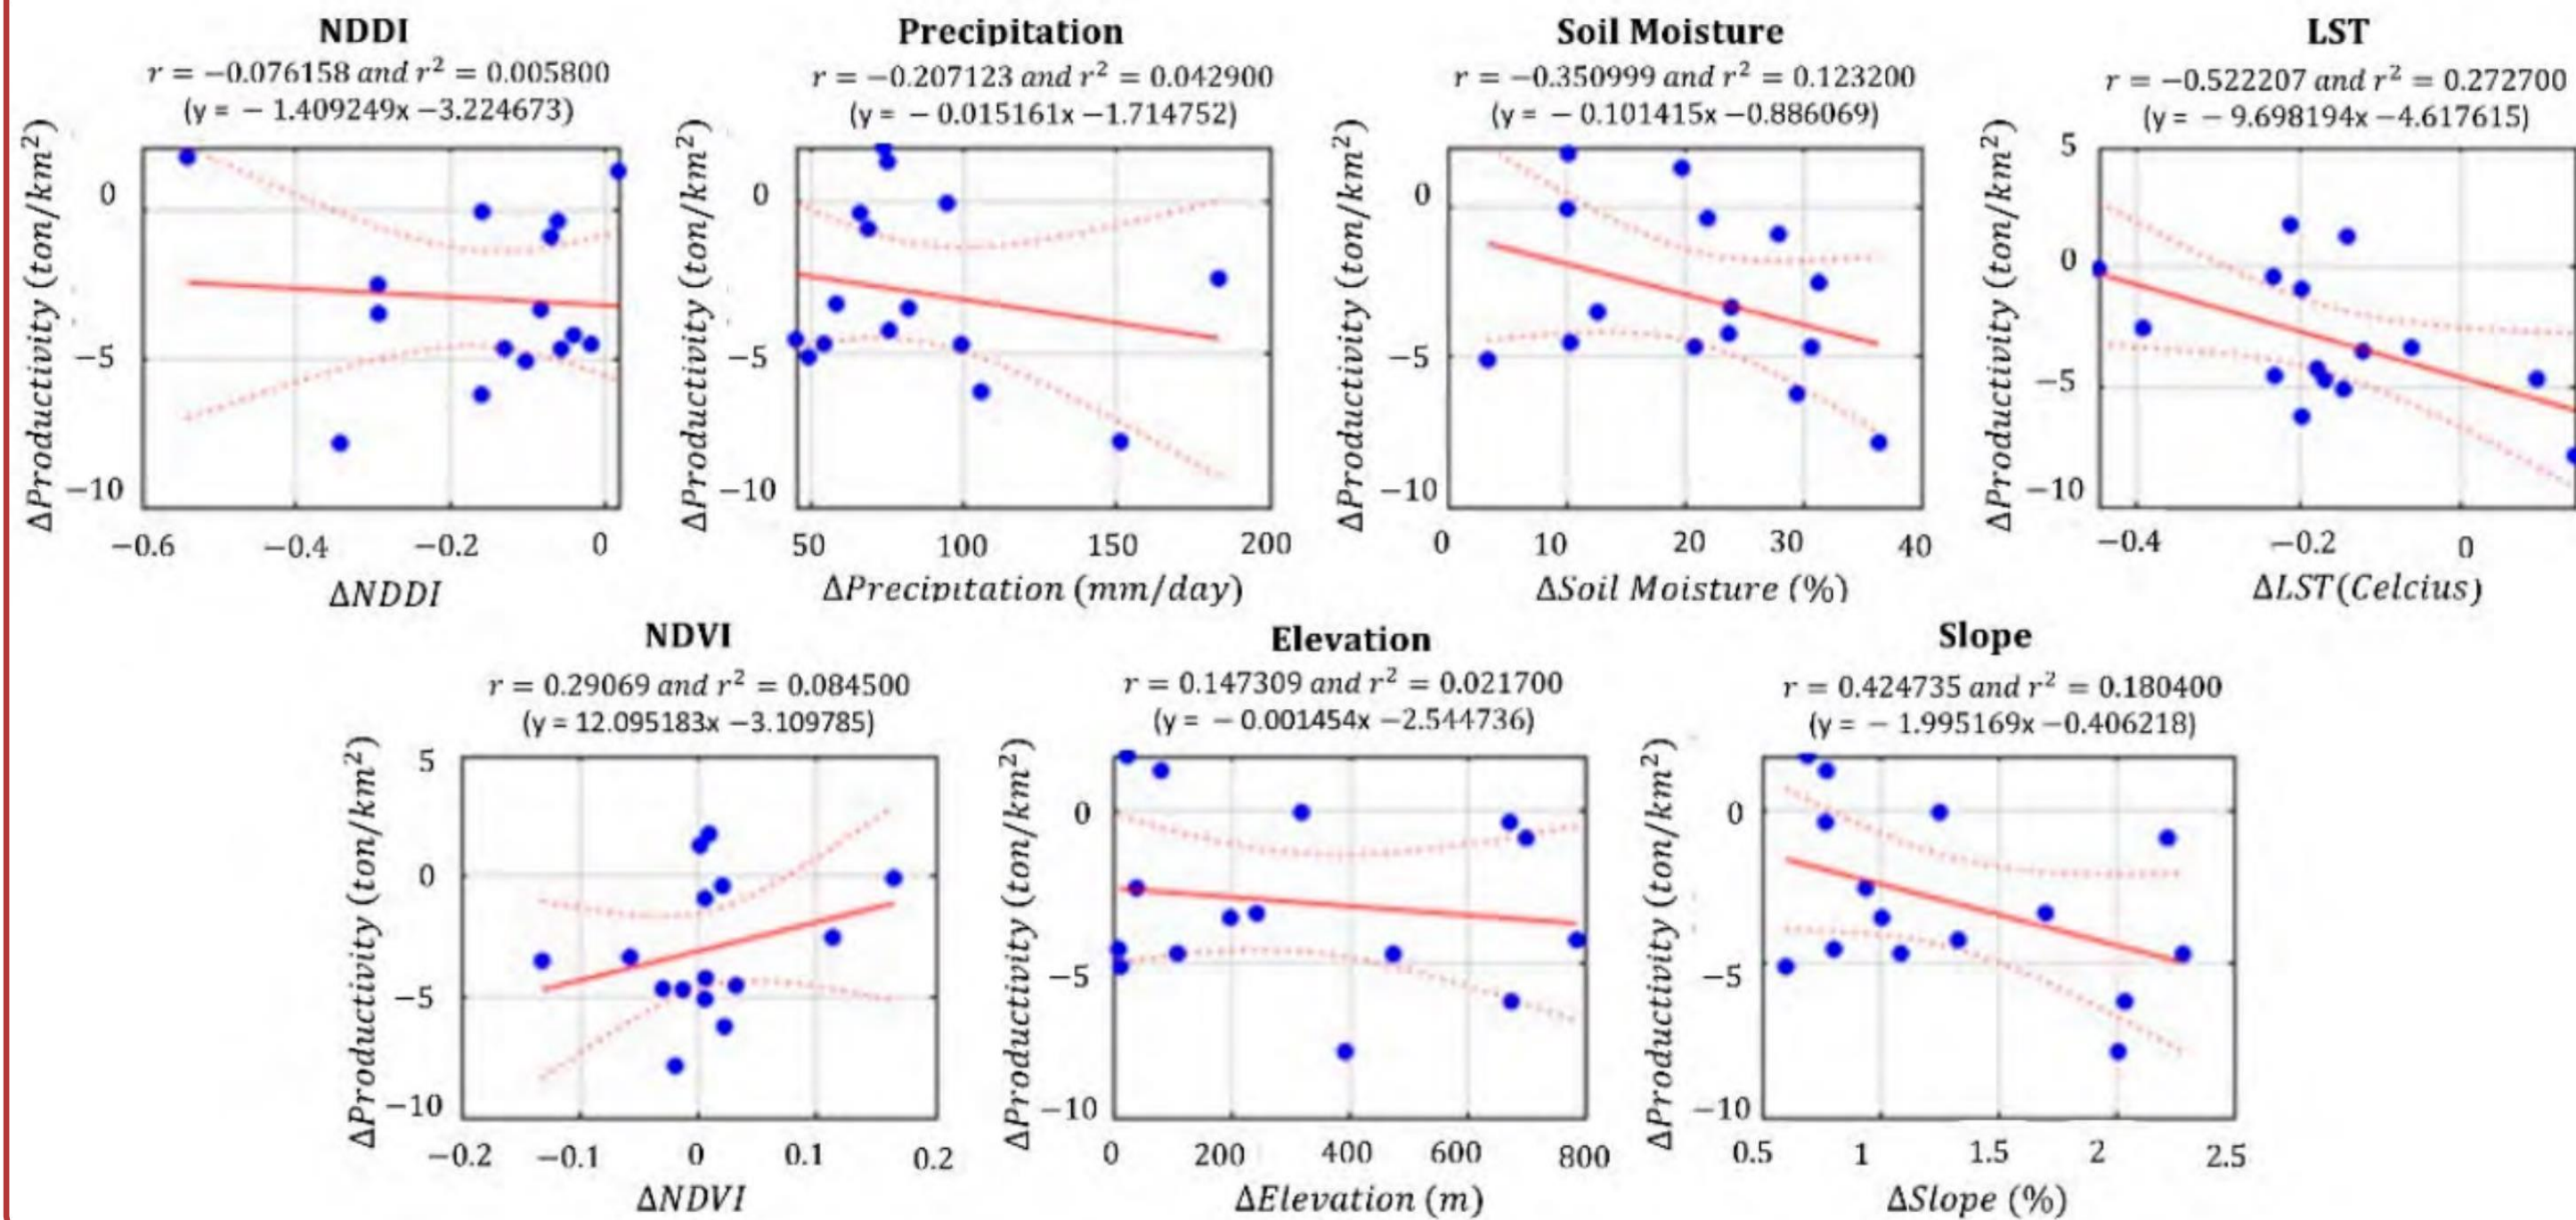 NDDI
r = −0.076158 and r² = 0.005800
(y = − 1.409249x −3.224673)
ΔProductivity (ton/km²)
0
−5
−10
−0.6 −0.4 −0.2 0
ΔNDDI
Precipitation
r = −0.207123 and r² = 0.042900
(y = − 0.015161x −1.714752)
ΔProductivity (ton/km²)
0
−5
−10
50 100 150 200
ΔPrecipitation (mm/day)
Soil Moisture
r = −0.350999 and r² = 0.123200
(y = − 0.101415x −0.886069)
ΔProductivity (ton/km²)
0
−5
−10
0 10 20 30 40
ΔSoil Moisture (%)
LST
r = −0.522207 and r² = 0.272700
(y = − 9.698194x −4.617615)
ΔProductivity (ton/km²)
5
0
−5
−10
−0.4 −0.2 0
ΔLST(Celcius)
NDVI
r = 0.29069 and r² = 0.084500
(y = 12.095183x −3.109785)
ΔProductivity (ton/km²)
5
0
−5
−10
−0.2 −0.1 0 0.1 0.2
ΔNDVI
Elevation
r = 0.147309 and r² = 0.021700
(y = − 0.001454x −2.544736)
ΔProductivity (ton/km²)
0
−5
−10
0 200 400 600 800
ΔElevation (m)
Slope
r = 0.424735 and r² = 0.180400
(y = − 1.995169x −0.406218)
ΔProductivity (ton/km²)
0
−5
−10
0.5 1 1.5 2 2.5
ΔSlope (%)